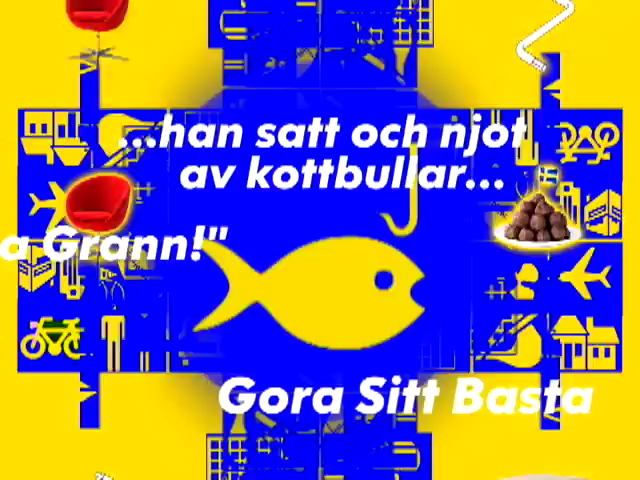 ...han satt och njot
av kottbullar...
a Grann!"
Gora Sitt Basta